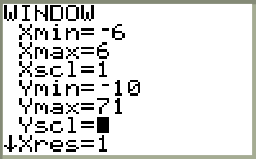 WINDOW
Xmin=-6
Xmax=6
Xscl=1
Ymin=-10
Ymax=71
Yscl=
↓Xres=1